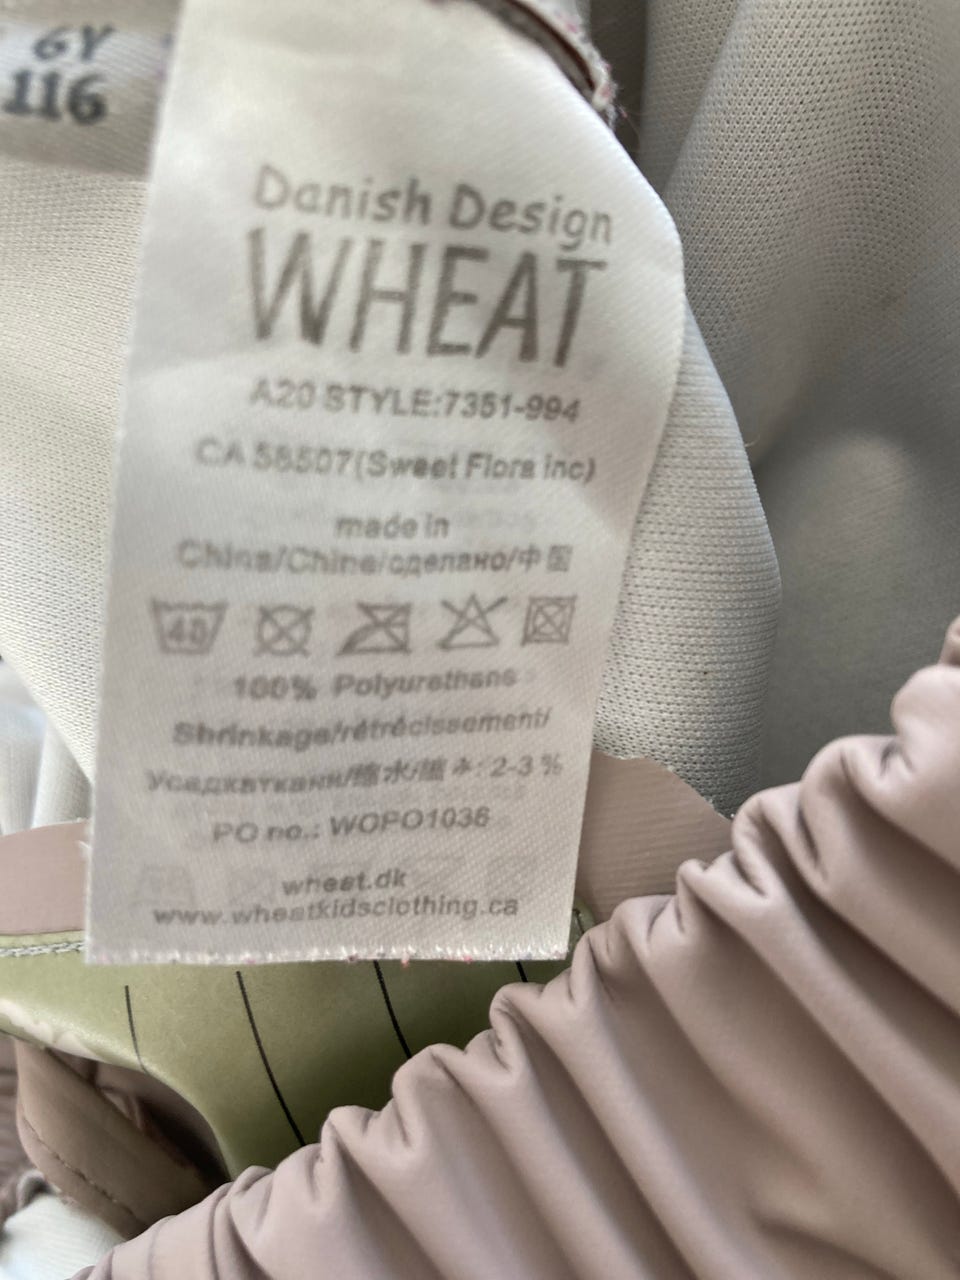 6Y
116
Danish Design
WHEAT
A20 STYLE:7351-994
CA 58507(Sweet Flora inc)
made in
China/Chine/сделано/中国
40
100% Polyurethane
Shrinkage/rétrécissement/
Усадкаткани/缩水/: 2-3 %
PO no.: WOPO1036
wheat.dk
www.wheatkidsclothing.ca